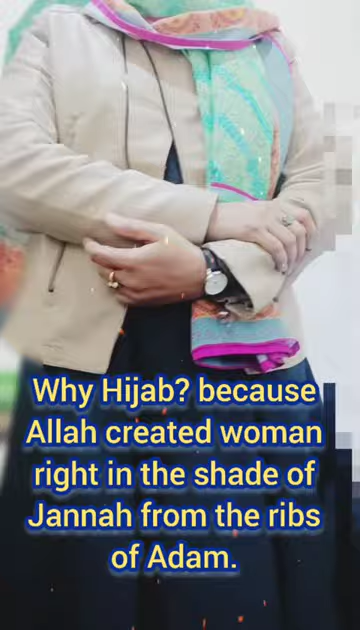 Why Hijab? because
Allah created woman
right in the shade of
Jannah from the ribs
of Adam.